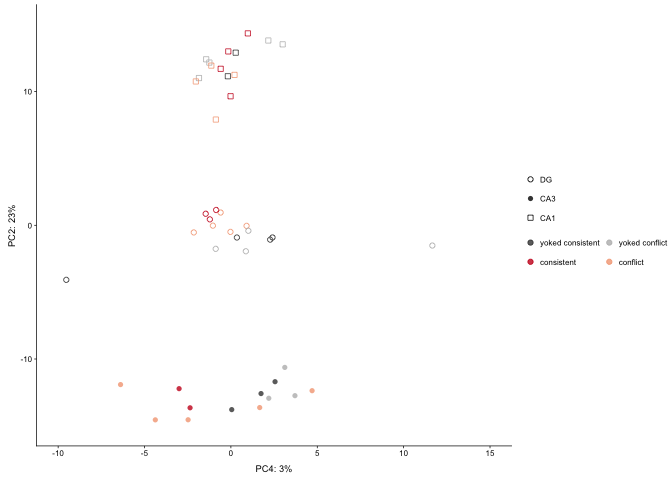 10
0
-10
PC2: 23%
-10
-5
0
5
10
15
PC4: 3%
DG
CA3
CA1
yoked consistent
yoked conflict
consistent
conflict